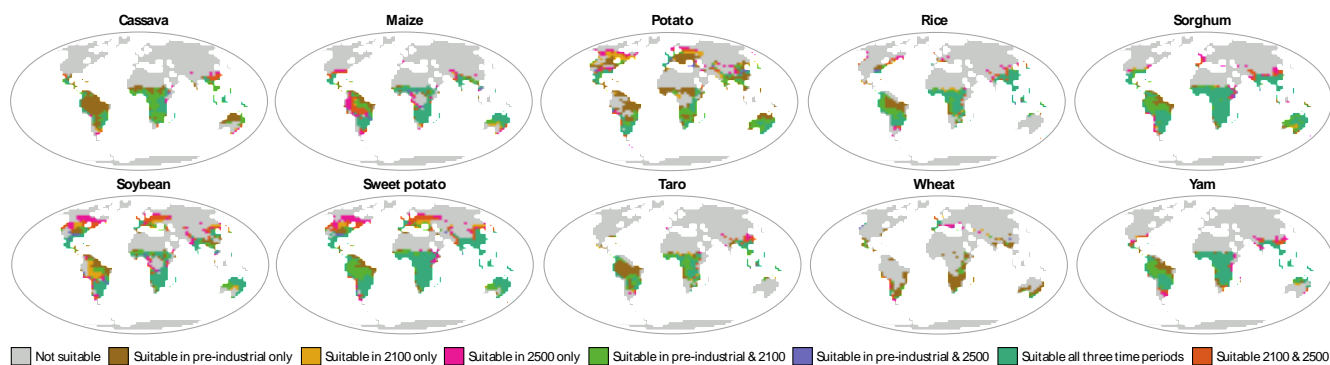 Cassava Maize Potato Rice Sorghum
Soybean Sweet potato Taro Wheat Yam
Not suitable Suitable in pre-industrial only Suitable in 2100 only Suitable in 2500 only Suitable in pre-industrial & 2100 Suitable in pre-industrial & 2500 Suitable all three time periods Suitable 2100 & 2500